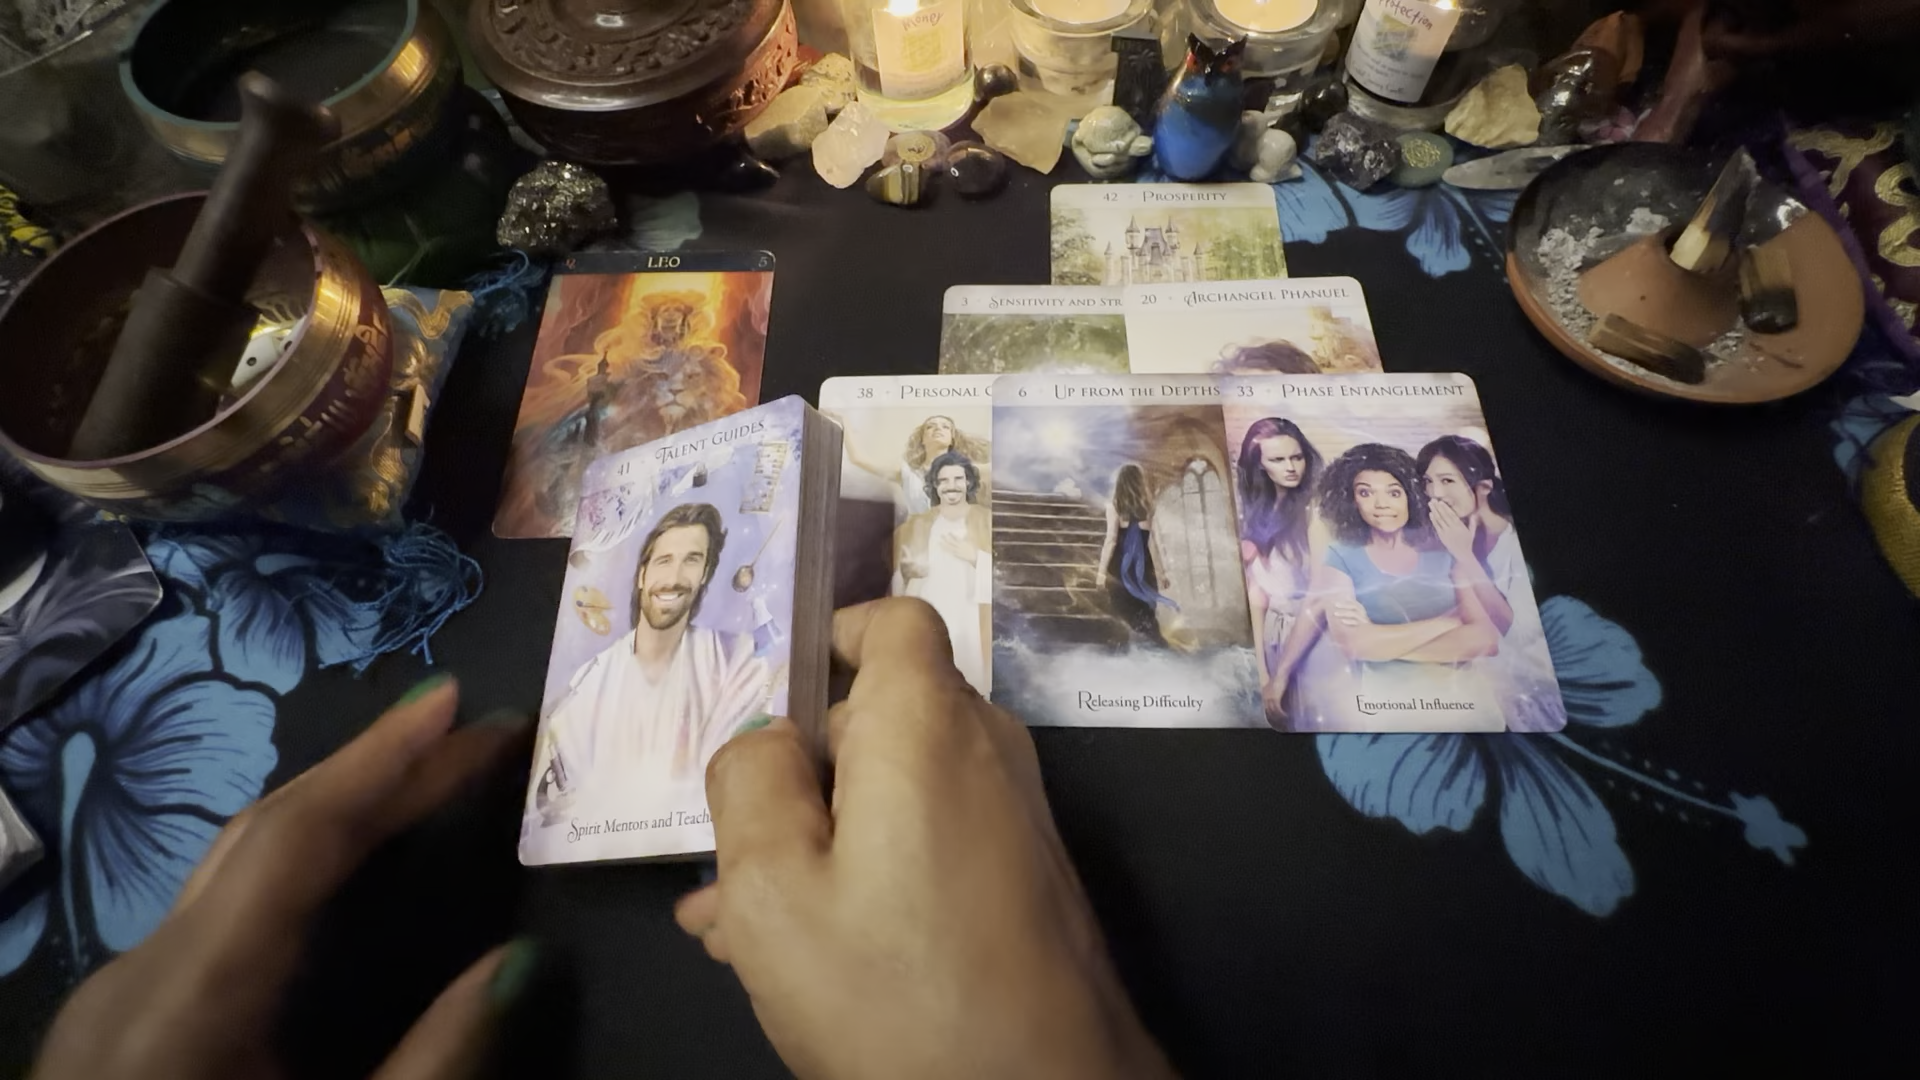 Money
Protection
42 • PROSPERITY
LEO
5
3 • SENSITIVITY AND STR
20 • ARCHANGEL PHANUEL
38 • PERSONAL
6 • UP FROM THE DEPTHS
33 • PHASE ENTANGLEMENT
41 • TALENT GUIDES
Releasing Difficulty
Emotional Influence
Spirit Mentors and Teach